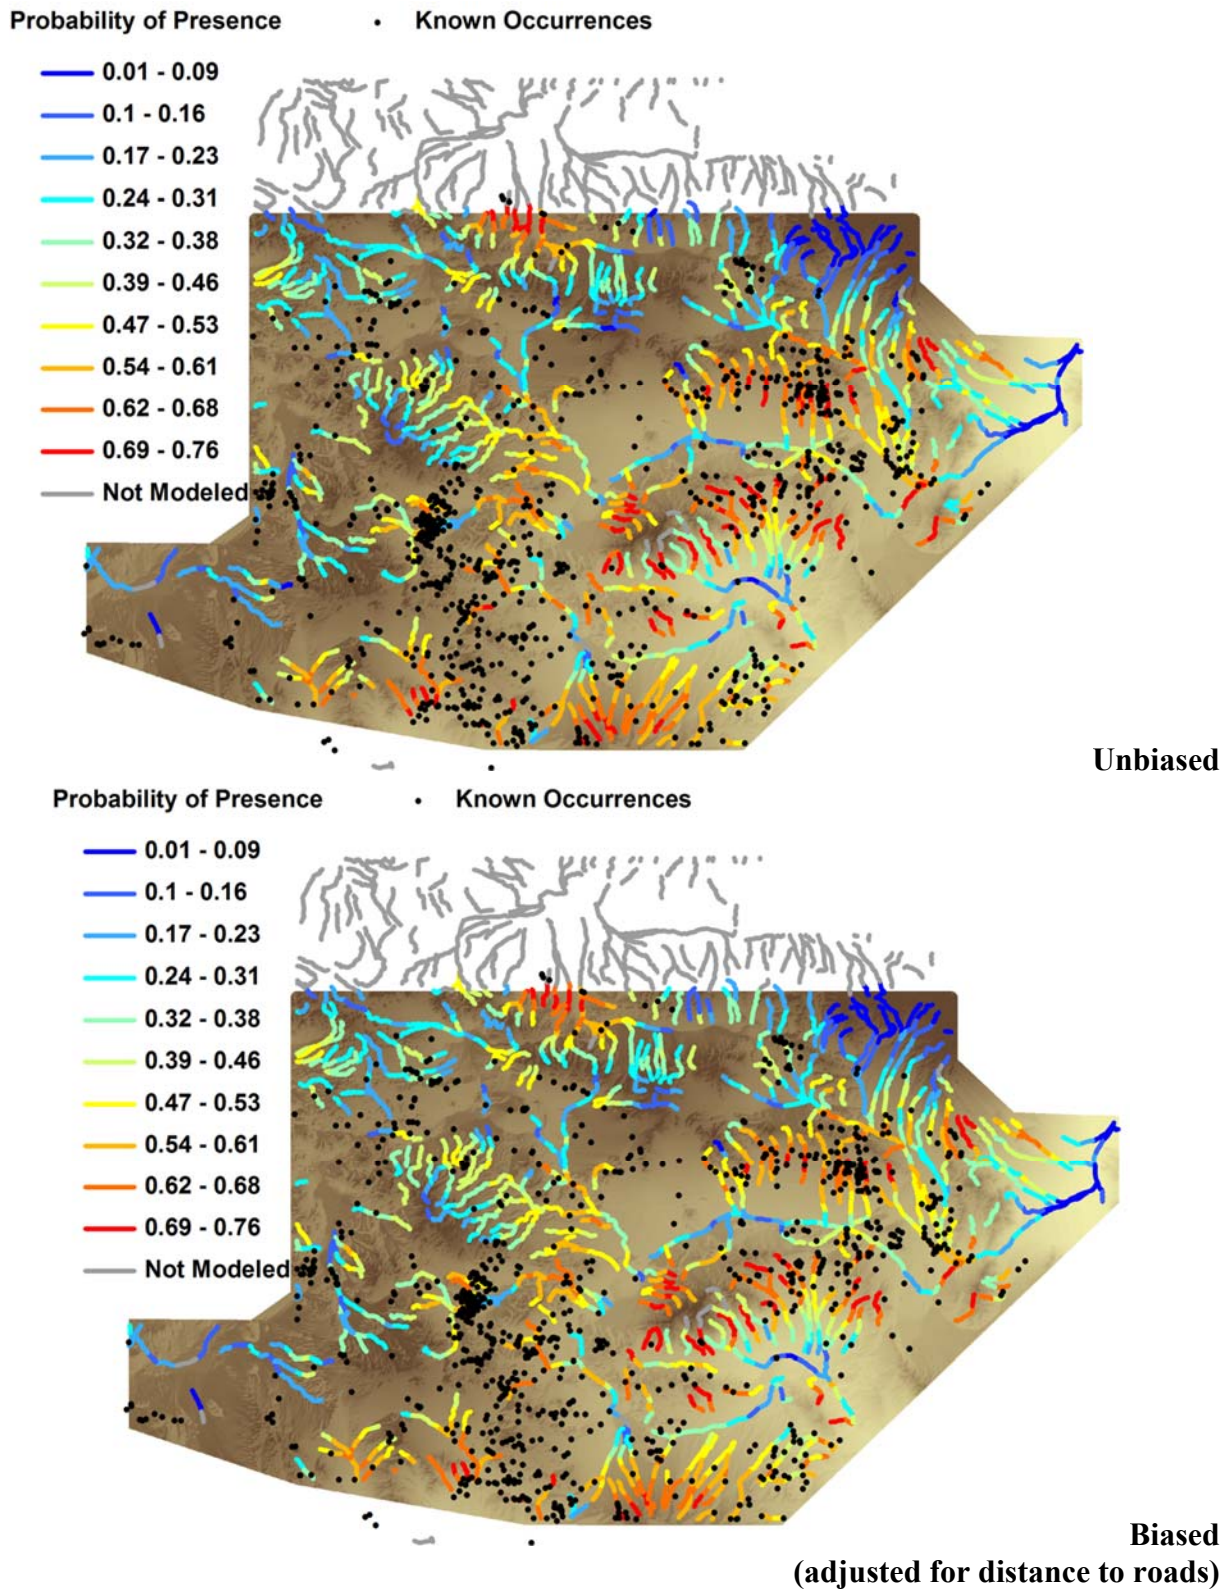 Probability of Presence • Known Occurrences
0.01 - 0.09
0.1 - 0.16
0.17 - 0.23
0.24 - 0.31
0.32 - 0.38
0.39 - 0.46
0.47 - 0.53
0.54 - 0.61
0.62 - 0.68
0.69 - 0.76
Not Modeled
Unbiased
Probability of Presence • Known Occurrences
0.01 - 0.09
0.1 - 0.16
0.17 - 0.23
0.24 - 0.31
0.32 - 0.38
0.39 - 0.46
0.47 - 0.53
0.54 - 0.61
0.62 - 0.68
0.69 - 0.76
Not Modeled
Biased
(adjusted for distance to roads)